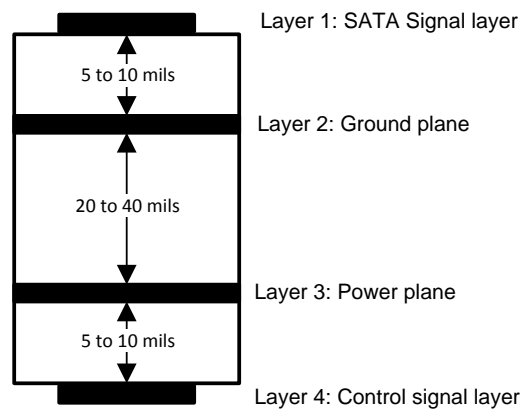 Layer 1: SATA Signal layer
5 to 10 mils
Layer 2: Ground plane
20 to 40 mils
Layer 3: Power plane
5 to 10 mils
Layer 4: Control signal layer